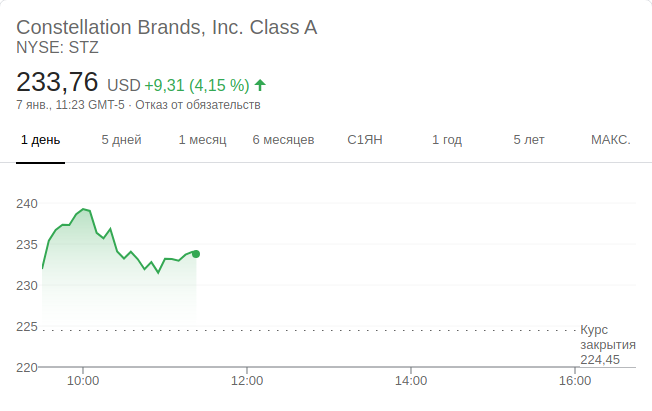 Constellation Brands, Inc. Class A
NYSE: STZ
233,76 USD +9,31 (4,15 %)
7 янв., 11:23 GMT-5 · Отказ от обязательств
1 день 5 дней 1 месяц 6 месяцев С1ЯН 1 год 5 лет МАКС.
240
235
230
225
220
Курс
закрытия
224,45
10:00 12:00 14:00 16:00